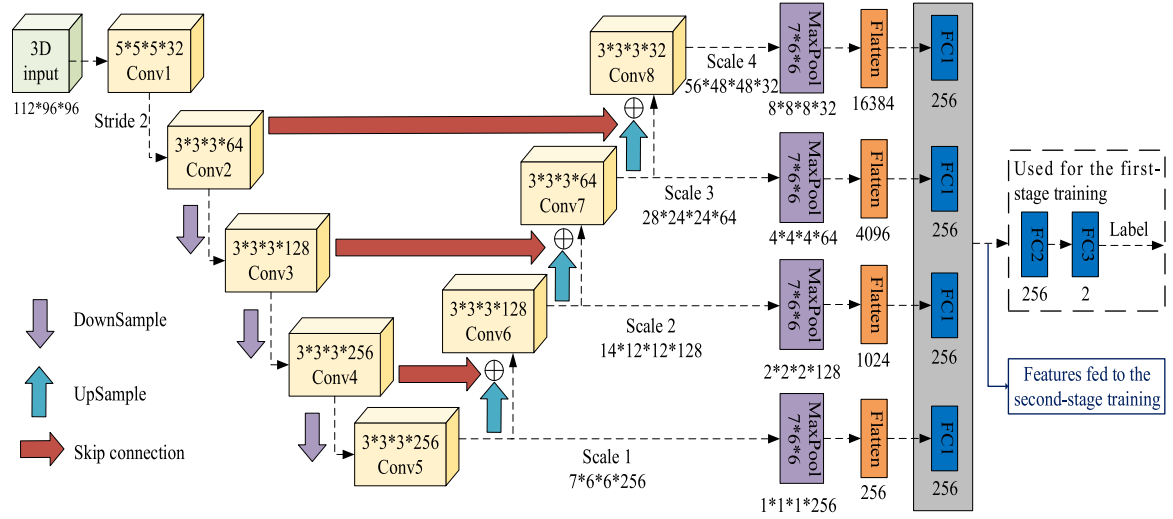 3D
input
112*96*96
5*5*5*32
Conv1
Stride 2
3*3*3*64
Conv2
3*3*3*128
Conv3
3*3*3*256
Conv4
3*3*3*256
Conv5
3*3*3*128
Conv6
3*3*3*64
Conv7
3*3*3*32
Conv8
Scale 4
56*48*48*32
MaxPool
7*6*6
8*8*8*32
Flatten
16384
FC1
256
Scale 3
28*24*24*64
MaxPool
7*6*6
4*4*4*64
Flatten
4096
FC1
256
Scale 2
14*12*12*128
MaxPool
7*6*6
2*2*2*128
Flatten
1024
FC1
256
Scale 1
7*6*6*256
MaxPool
7*6*6
1*1*1*256
Flatten
256
FC1
256
Used for the first-
stage training
FC2
256
FC3
2
Label
Features fed to the
second-stage training
DownSample
UpSample
Skip connection